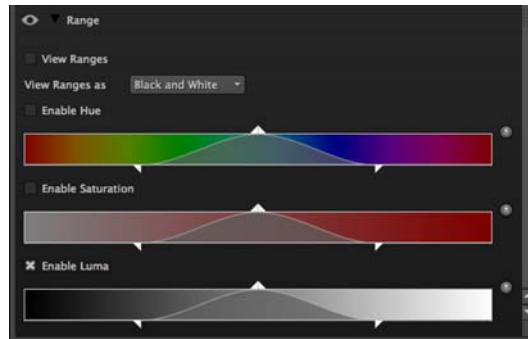 Range
View Ranges
View Ranges as Black and White
Enable Hue
Enable Saturation
Enable Luma